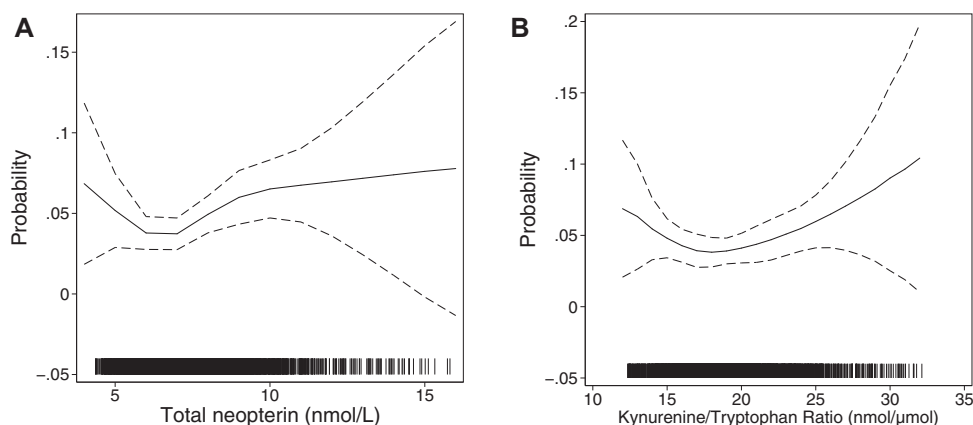 A
Probability
.15
.1
.05
0
−.05
5 10 15
Total neopterin (nmol/L)
B
Probability
.2
.15
.1
.05
0
−.05
10 15 20 25 30 35
Kynurenine/Tryptophan Ratio (nmol/µmol)